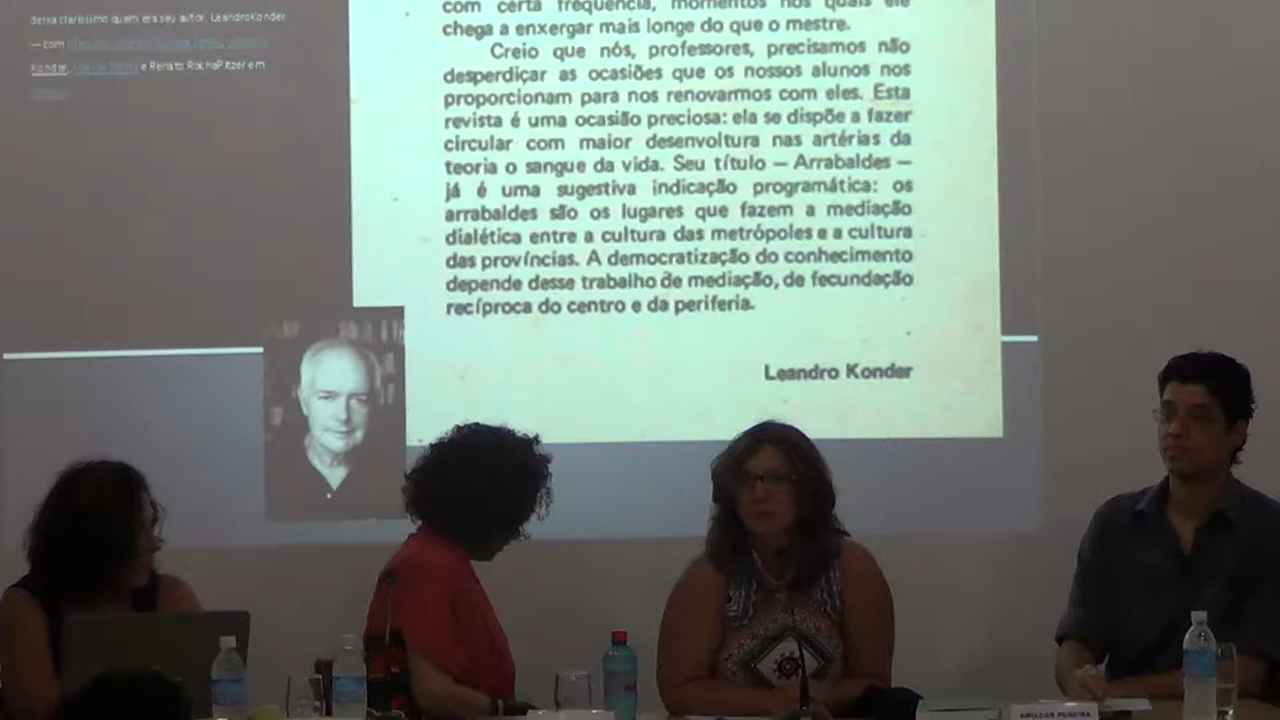 deixa claríssimo quem era seu autor, LeandroKonder
— com
Konder, e Renato RochaPitzer em
com certa frequência, momentos nos quais ele
chega a enxergar mais longe do que o mestre.
Creio que nós, professores, precisamos não
desperdiçar as ocasiões que os nossos alunos nos
proporcionam para nos renovarmos com eles. Esta
revista é uma ocasião preciosa: ela se dispõe a fazer
circular com maior desenvoltura nas artérias da
teoria o sangue da vida. Seu título — Arrabaldes —
já é uma sugestiva indicação programática: os
arrabaldes são os lugares que fazem a mediação
dialética entre a cultura das metrópoles e a cultura
das províncias. A democratização do conhecimento
depende desse trabalho de mediação, de fecundação
recíproca do centro e da periferia.
Leandro Konder
AMILCAR PEREIRA